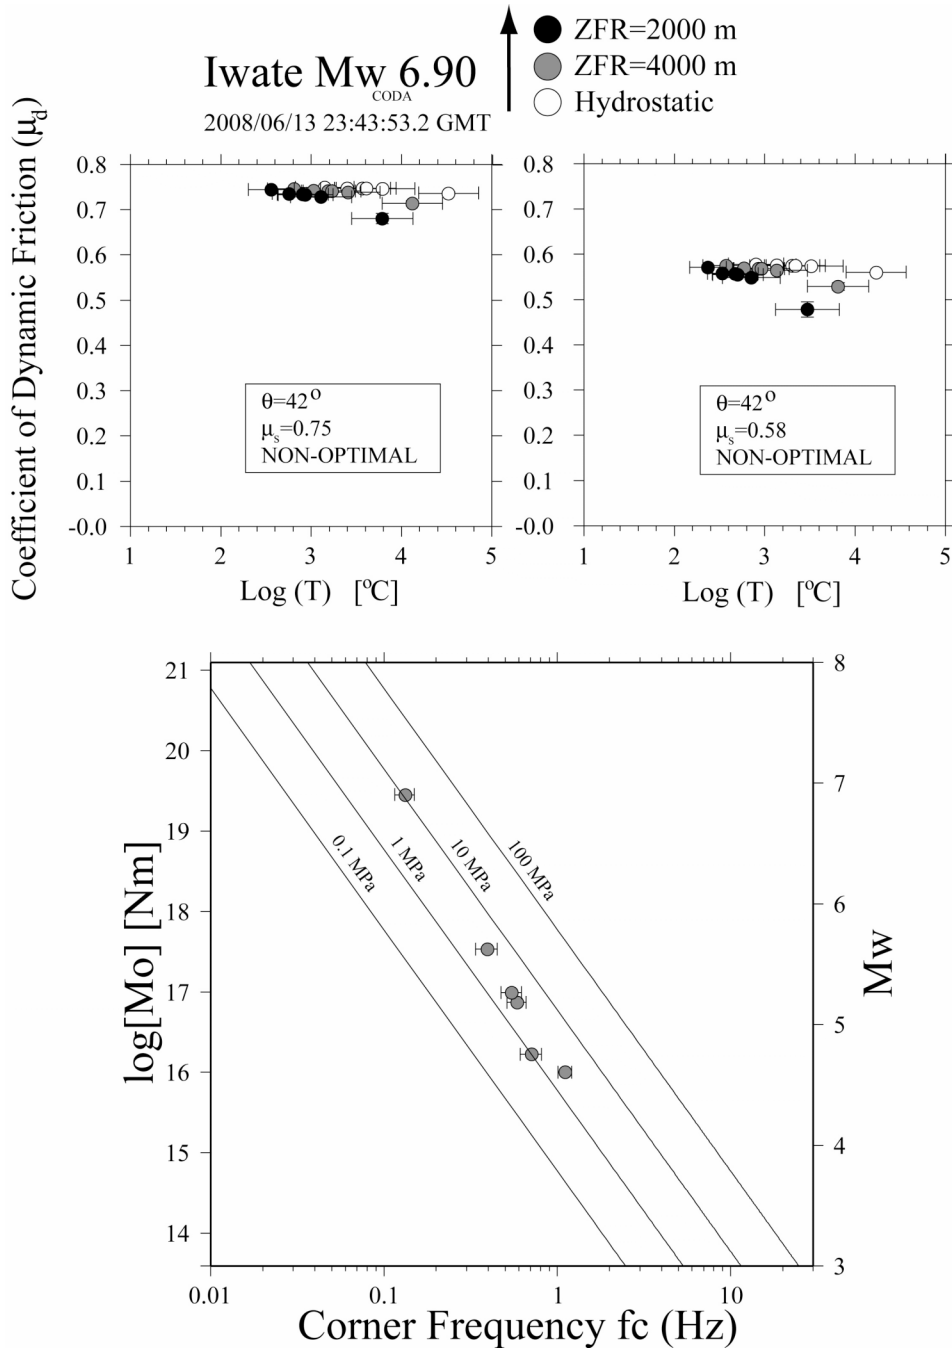 ZFR=2000 m
ZFR=4000 m
Hydrostatic
Iwate Mw 6.90
CODA
2008/06/13 23:43:53.2 GMT
Coefficient of Dynamic Friction (μd)
0.8
0.7
0.6
0.5
0.4
0.3
0.2
0.1
-0.0
θ=42°
μs=0.75
NON-OPTIMAL
1 2 3 4 5
Log (T) [°C]
0.8
0.7
0.6
0.5
0.4
0.3
0.2
0.1
-0.0
θ=42°
μs=0.58
NON-OPTIMAL
1 2 3 4 5
Log (T) [°C]
log[Mo] [Nm]
21
20
19
18
17
16
15
14
0.1 MPa
1 MPa
10 MPa
100 MPa
8
7
6
5
4
3
Mw
0.01 0.1 1 10
Corner Frequency fc (Hz)